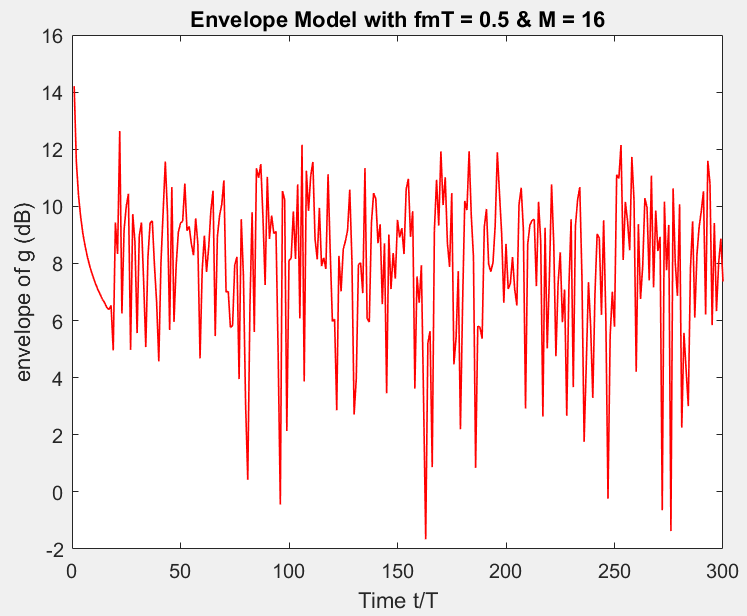 Envelope Model with fmT = 0.5 & M = 16
envelope of g (dB)
16
14
12
10
8
6
4
2
0
-2
0 50 100 150 200 250 300
Time t/T